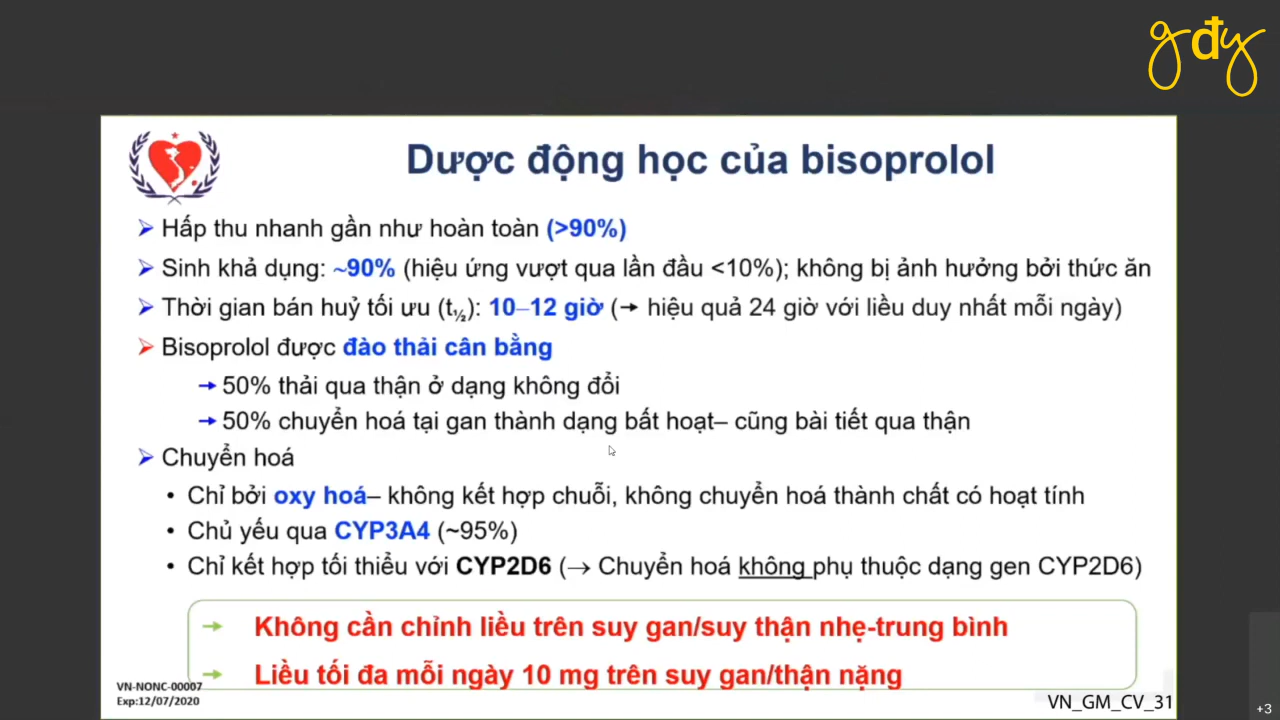 gđy
Dược động học của bisoprolol
➢ Hấp thu nhanh gần như hoàn toàn (>90%)
➢ Sinh khả dụng: ~90% (hiệu ứng vượt qua lần đầu <10%); không bị ảnh hưởng bởi thức ăn
➢ Thời gian bán huỷ tối ưu (t½): 10–12 giờ (→ hiệu quả 24 giờ với liều duy nhất mỗi ngày)
➢ Bisoprolol được đào thải cân bằng
→ 50% thải qua thận ở dạng không đổi
→ 50% chuyển hoá tại gan thành dạng bất hoạt– cũng bài tiết qua thận
➢ Chuyển hoá
• Chỉ bởi oxy hoá– không kết hợp chuỗi, không chuyển hoá thành chất có hoạt tính
• Chủ yếu qua CYP3A4 (~95%)
• Chỉ kết hợp tối thiểu với CYP2D6 (→ Chuyển hoá không phụ thuộc dạng gen CYP2D6)
→ Không cần chỉnh liều trên suy gan/suy thận nhẹ-trung bình
→ Liều tối đa mỗi ngày 10 mg trên suy gan/thận nặng
VN-NONC-00007
Exp:12/07/2020
VN_GM_CV_31
+3